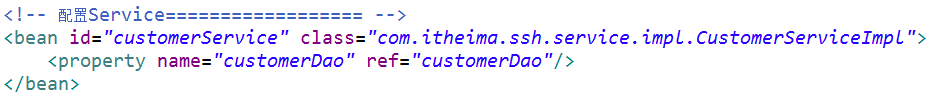 <!-- 配置Service================== -->
<bean id="customerService" class="com.itheima.ssh.service.impl.CustomerServiceImpl">
    <property name="customerDao" ref="customerDao"/>
</bean>